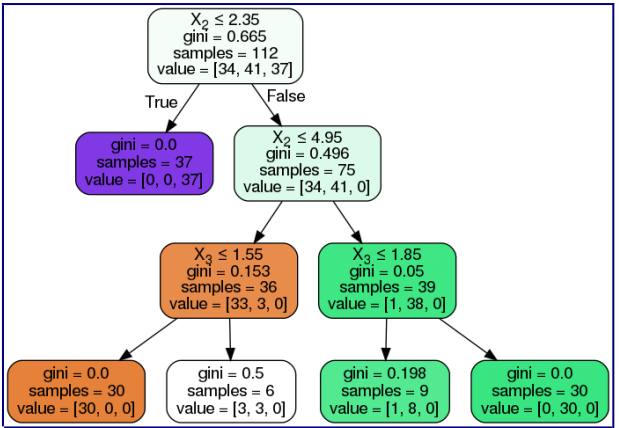 X₂ ≤ 2.35
gini = 0.665
samples = 112
value = [34, 41, 37]
True
False
gini = 0.0
samples = 37
value = [0, 0, 37]
X₂ ≤ 4.95
gini = 0.496
samples = 75
value = [34, 41, 0]
X₃ ≤ 1.55
gini = 0.153
samples = 36
value = [33, 3, 0]
X₃ ≤ 1.85
gini = 0.05
samples = 39
value = [1, 38, 0]
gini = 0.0
samples = 30
value = [30, 0, 0]
gini = 0.5
samples = 6
value = [3, 3, 0]
gini = 0.198
samples = 9
value = [1, 8, 0]
gini = 0.0
samples = 30
value = [0, 30, 0]